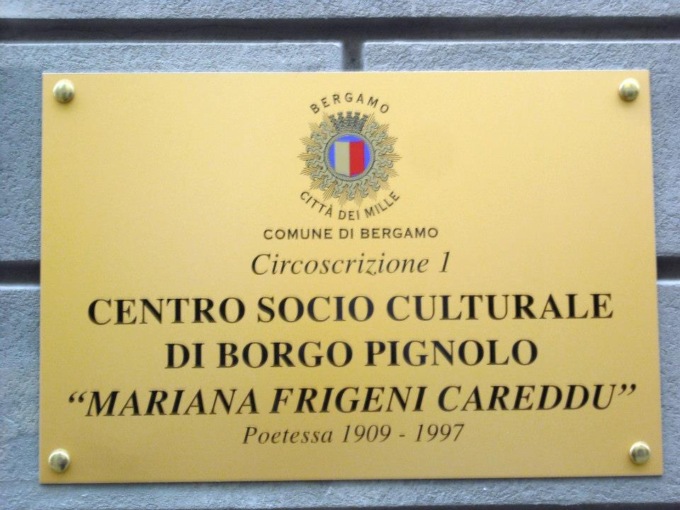 BERGAMO
CITTÀ DEI MILLE
COMUNE DI BERGAMO
Circoscrizione 1
CENTRO SOCIO CULTURALE
DI BORGO PIGNOLO
“MARIANA FRIGENI CAREDDU”
Poetessa 1909 - 1997